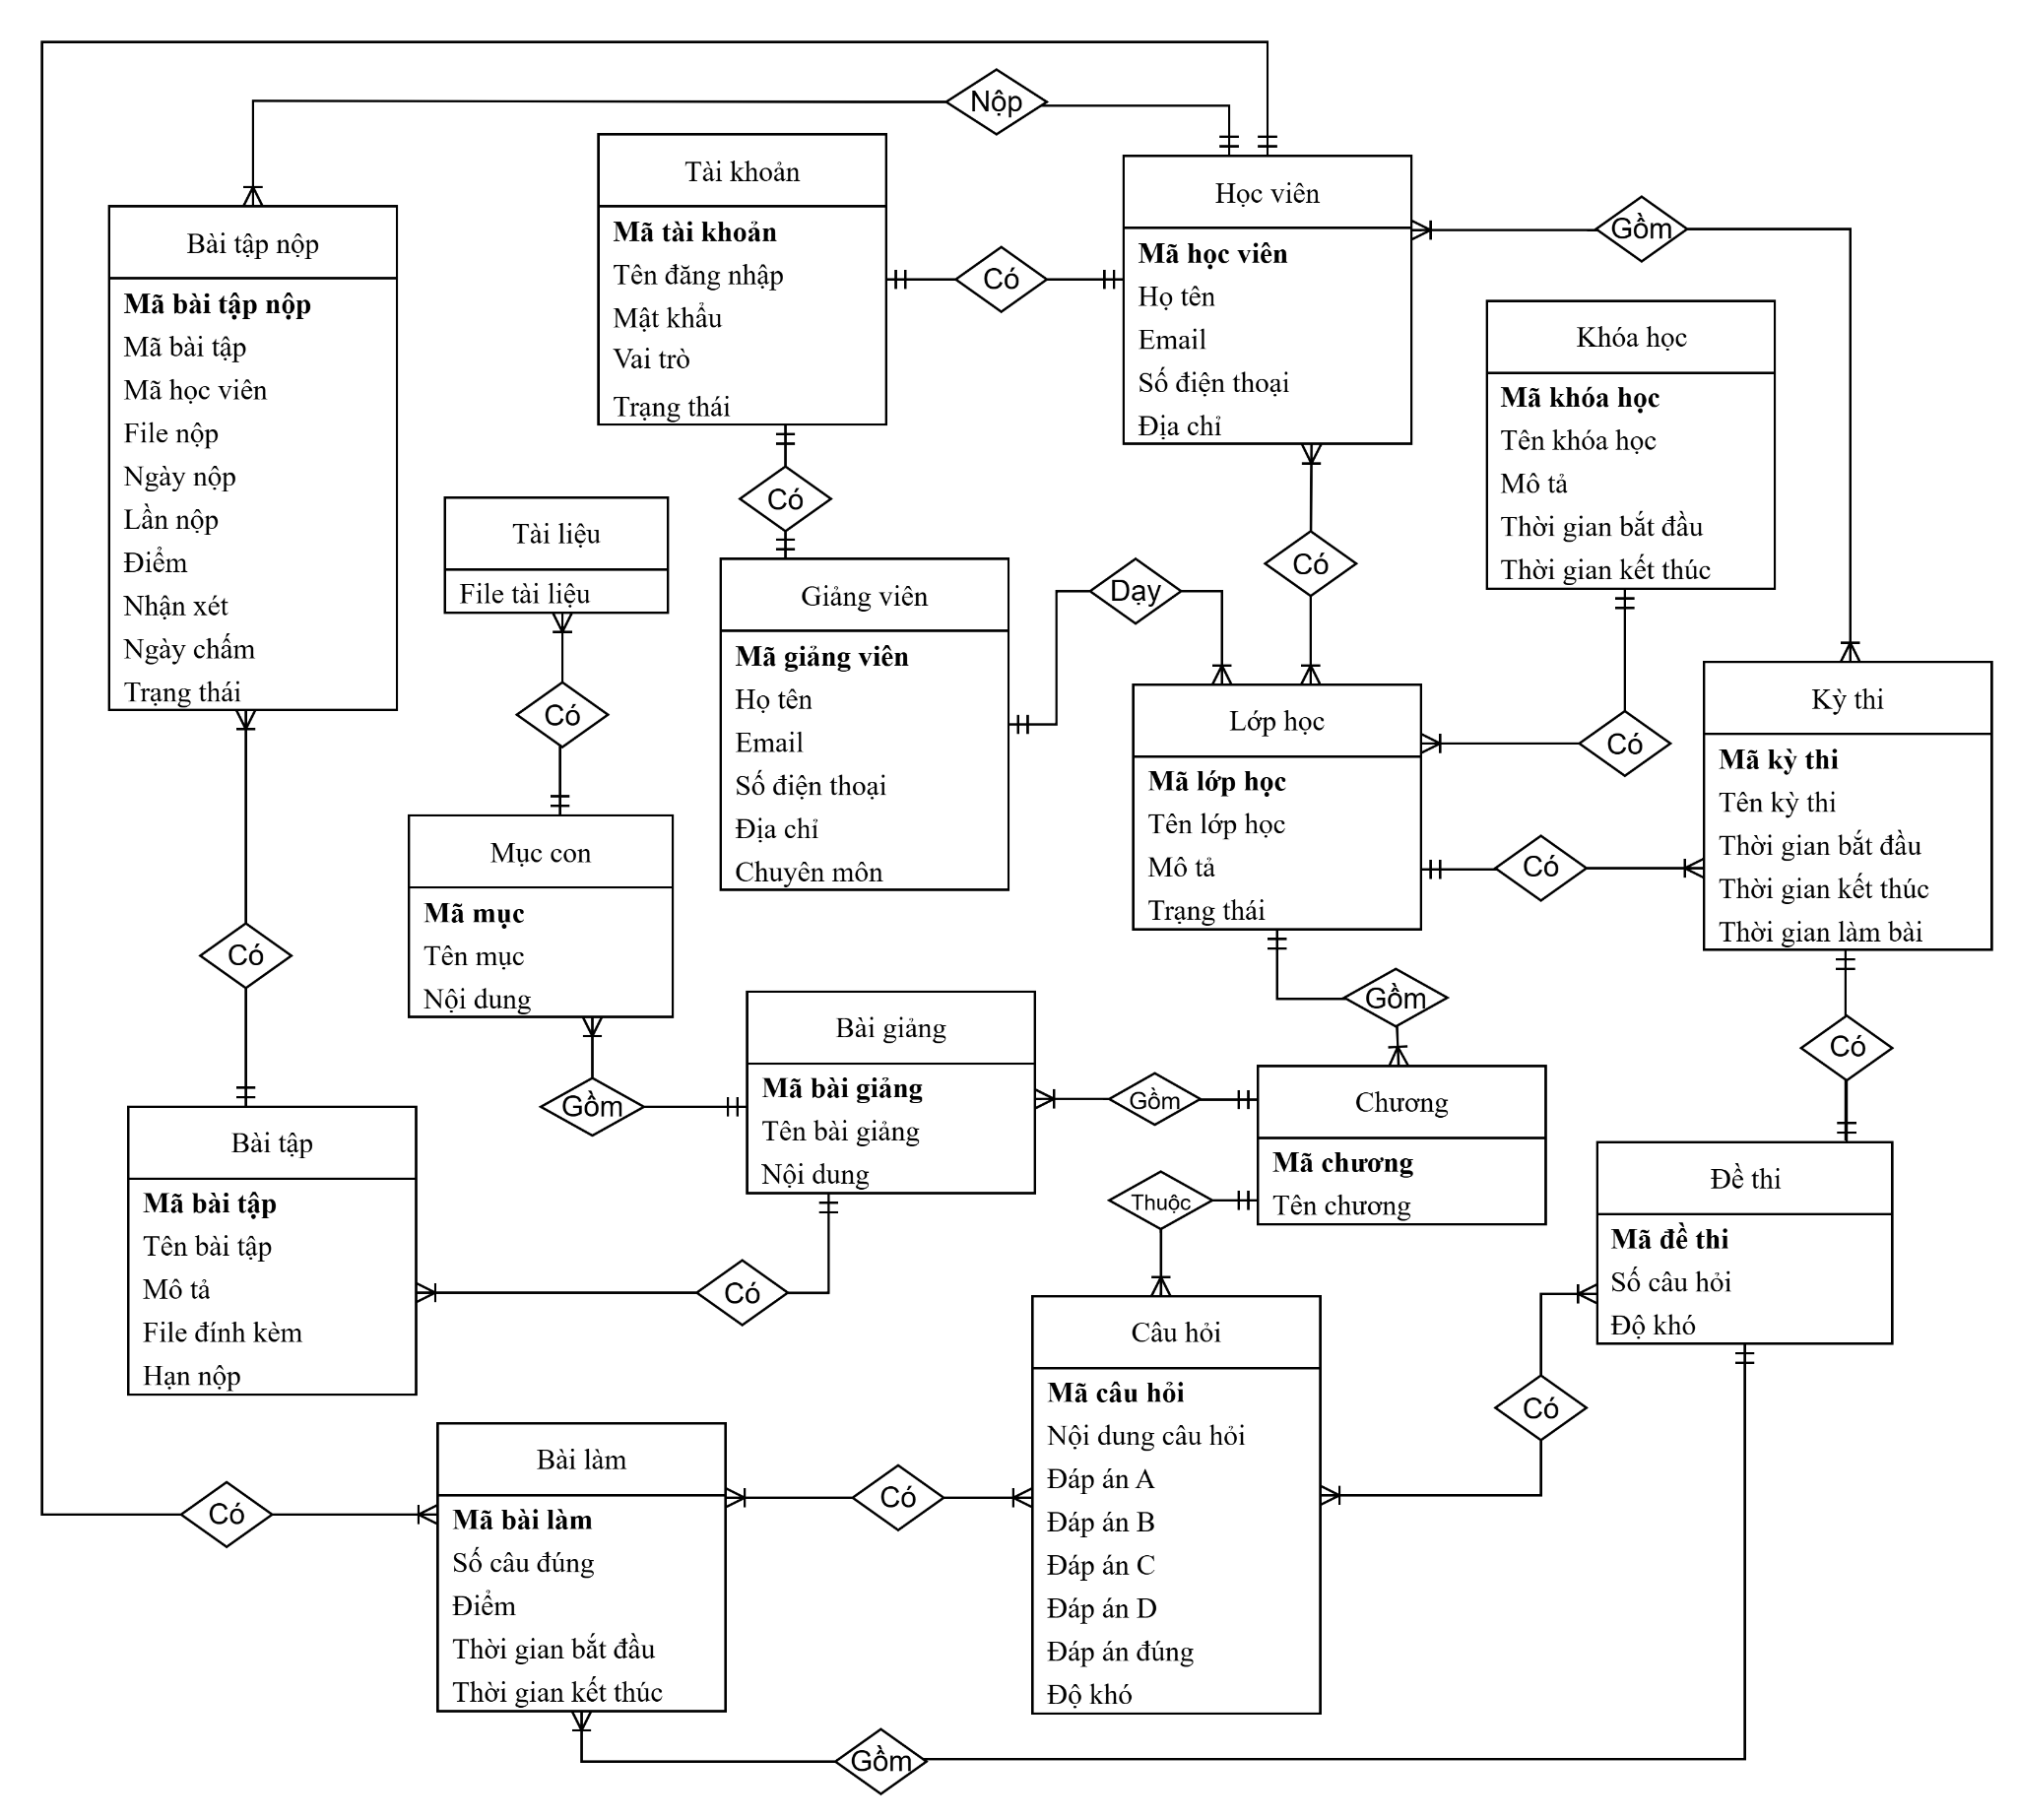 Nộp
Tài khoản
Mã tài khoản
Tên đăng nhập
Mật khẩu
Vai trò
Trạng thái
Có
Học viên
Mã học viên
Họ tên
Email
Số điện thoại
Địa chỉ
Gồm
Bài tập nộp
Mã bài tập nộp
Mã bài tập
Mã học viên
File nộp
Ngày nộp
Lần nộp
Điểm
Nhận xét
Ngày chấm
Trạng thái
Khóa học
Mã khóa học
Tên khóa học
Mô tả
Thời gian bắt đầu
Thời gian kết thúc
Có
Tài liệu
File tài liệu
Có
Giảng viên
Mã giảng viên
Họ tên
Email
Số điện thoại
Địa chỉ
Chuyên môn
Dạy
Có
Lớp học
Mã lớp học
Tên lớp học
Mô tả
Trạng thái
Có
Kỳ thi
Mã kỳ thi
Tên kỳ thi
Thời gian bắt đầu
Thời gian kết thúc
Thời gian làm bài
Có
Mục con
Mã mục
Tên mục
Nội dung
Có
Gồm
Bài giảng
Mã bài giảng
Tên bài giảng
Nội dung
Gồm
Gồm
Chương
Mã chương
Tên chương
Có
Thuộc
Bài tập
Mã bài tập
Tên bài tập
Mô tả
File đính kèm
Hạn nộp
Có
Đề thi
Mã đề thi
Số câu hỏi
Độ khó
Câu hỏi
Mã câu hỏi
Nội dung câu hỏi
Đáp án A
Đáp án B
Đáp án C
Đáp án D
Đáp án đúng
Độ khó
Có
Có
Bài làm
Mã bài làm
Số câu đúng
Điểm
Thời gian bắt đầu
Thời gian kết thúc
Có
Gồm